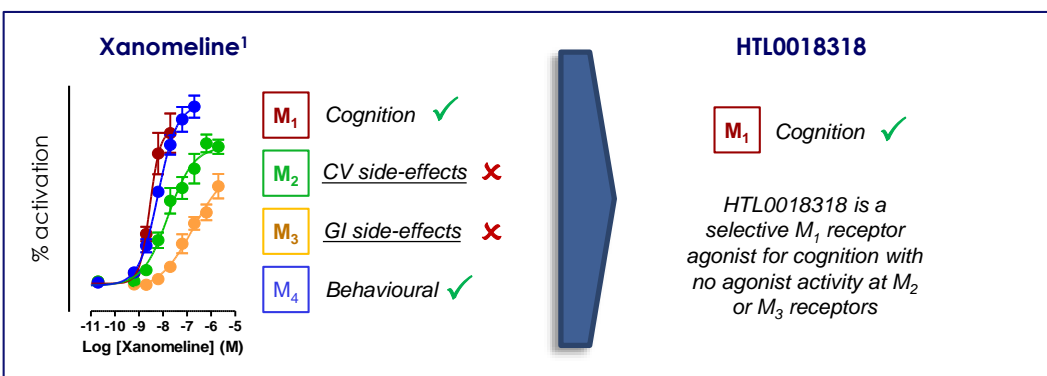 Xanomeline¹
% activation
-11 -10 -9 -8 -7 -6 -5
Log [Xanomeline] (M)
M₁ Cognition
M₂ CV side-effects
M₃ GI side-effects
M₄ Behavioural
HTL0018318
M₁ Cognition
HTL0018318 is a
selective M₁ receptor
agonist for cognition with
no agonist activity at M₂
or M₃ receptors